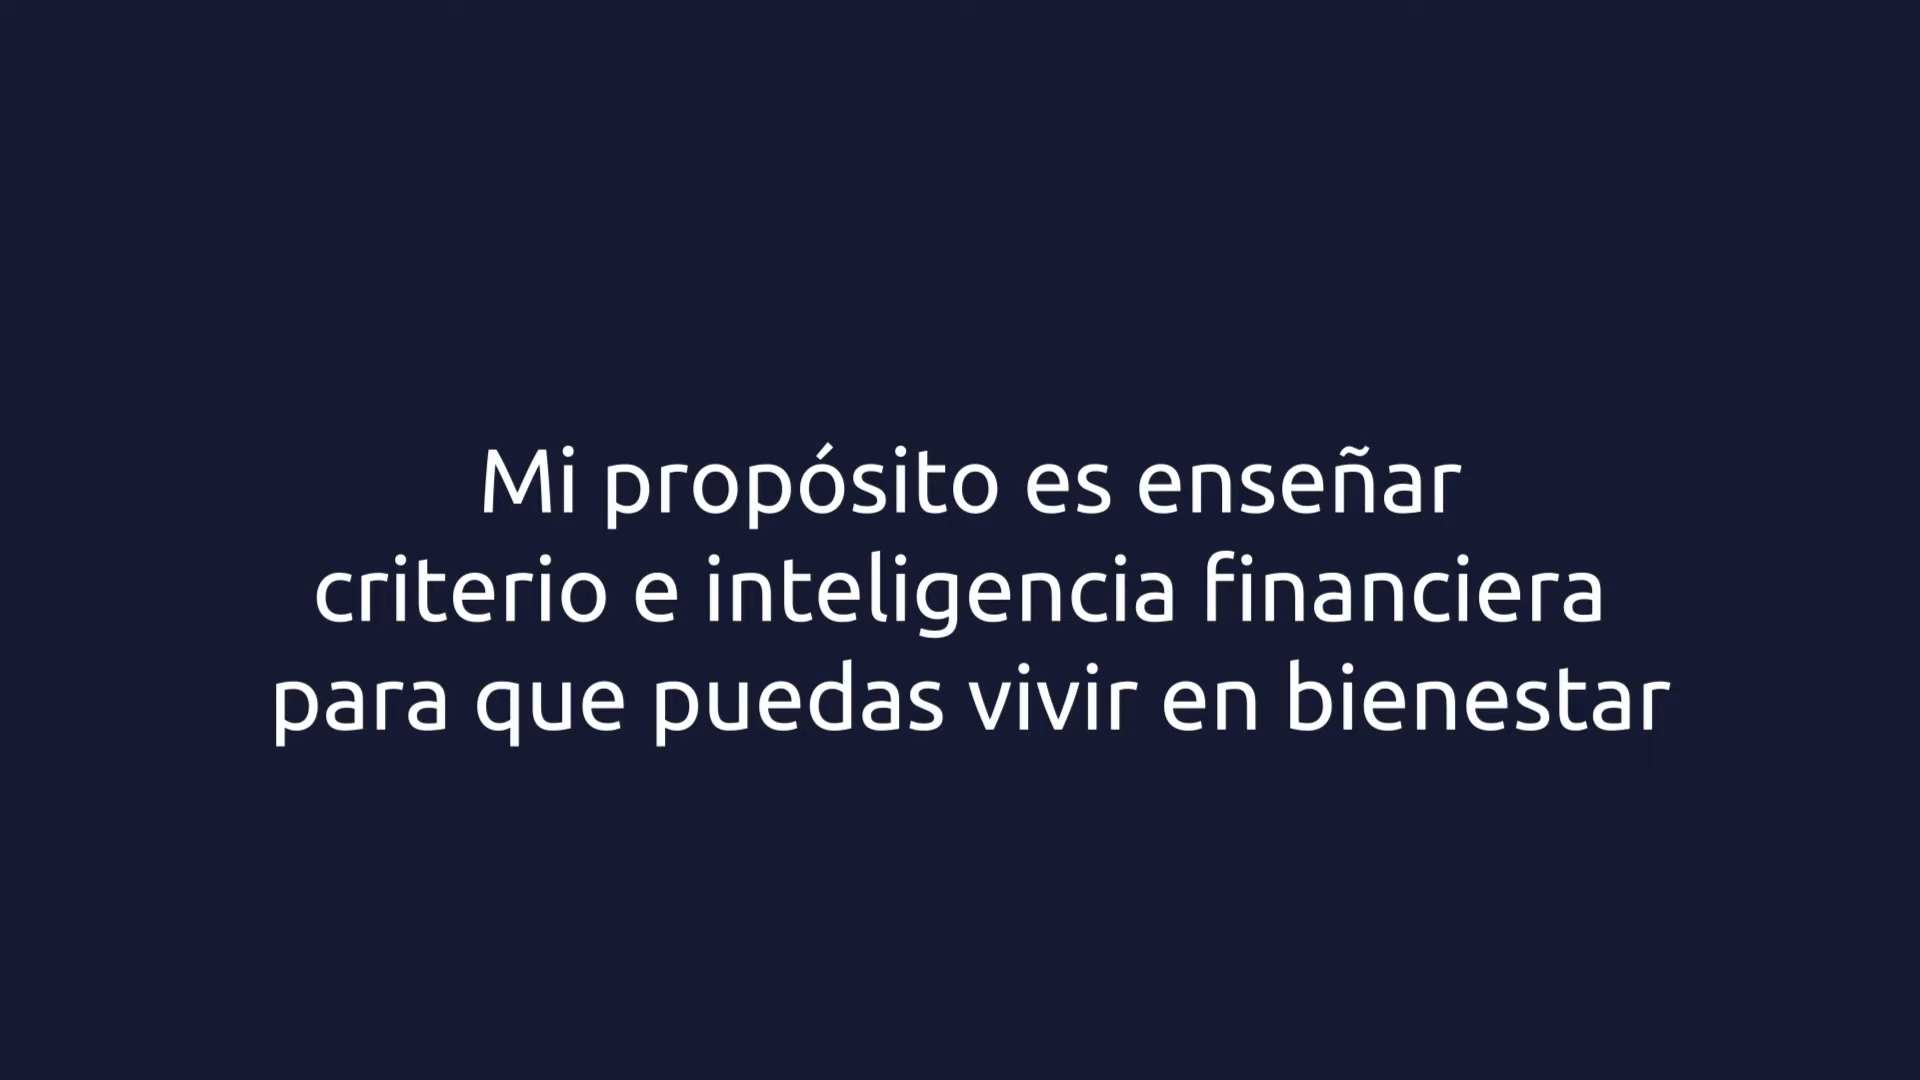 Mi propósito es enseñar
criterio e inteligencia financiera
para que puedas vivir en bienestar